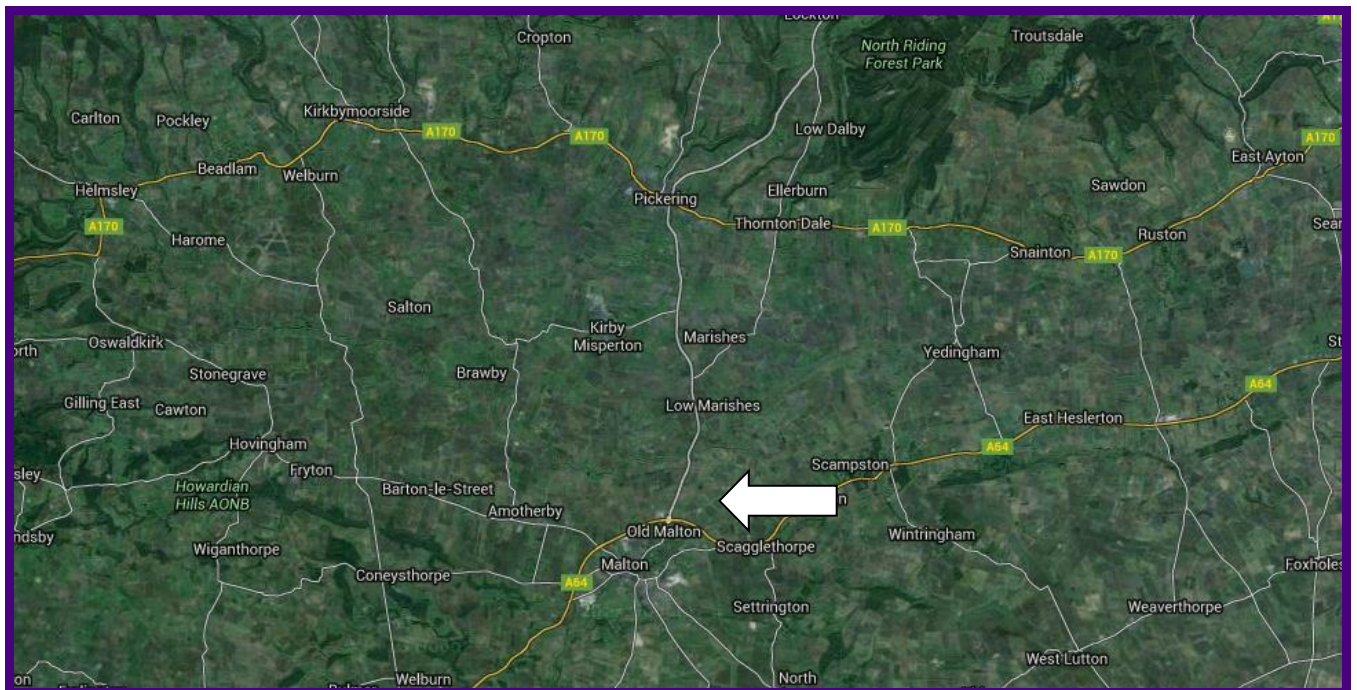 Lockton
Cropton
North Riding
Forest Park
Troutsdale
Kirkbymoorside
Carlton
Pockley
A170
A170
Low Dalby
A170
East Ayton
Beadlam
Welburn
Helmsley
Pickering
Ellerburn
Sawdon
A170
Harome
Thornton Dale
A170
Ruston
Snainton
A170
Salton
Kirby
Misperton
Marishes
Oswaldkirk
Yedingham
Stonegrave
Brawby
A64
Gilling East
Cawton
Low Marishes
East Heslerton
Hovingham
A64
Fryton
Scampston
Howardian
Hills AONB
Barton-le-Street
Amotherby
Old Malton
Scagglethorpe
Wintringham
Wiganthorpe
Malton
Coneysthorpe
A64
Foxholes
Settrington
Weaverthorpe
West Lutton
Welburn
North